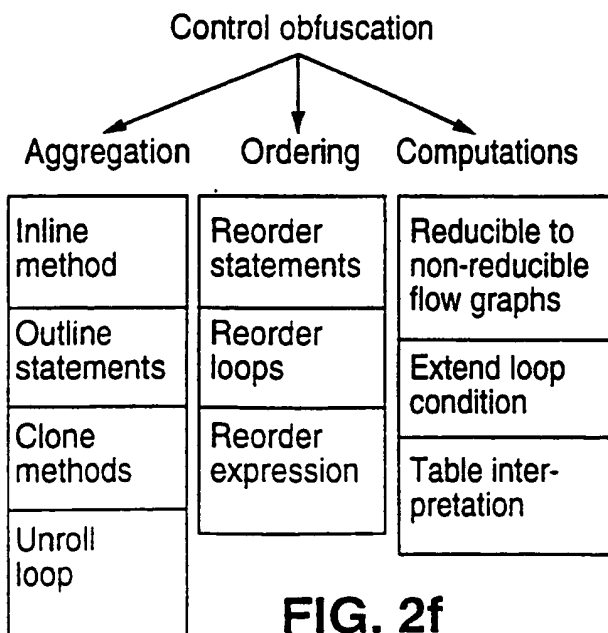 Control obfuscation
Aggregation
Ordering
Computations
Inline
method
Outline
statements
Clone
methods
Unroll
loop
Reorder
statements
Reorder
loops
Reorder
expression
Reducible to
non-reducible
flow graphs
Extend loop
condition
Table inter-
pretation
FIG. 2f